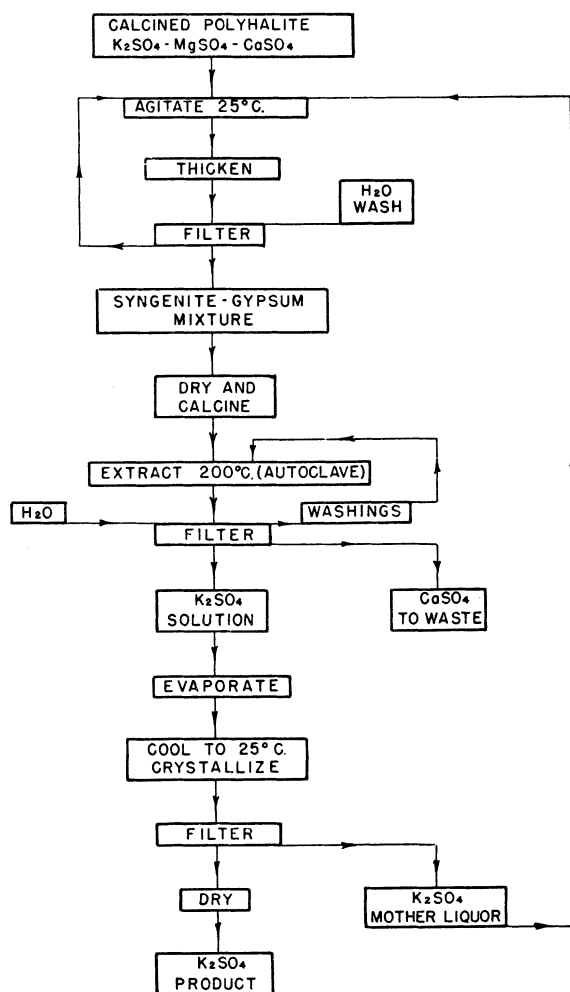 CALCINED POLYHALITE
K₂SO₄-MgSO₄-CaSO₄
AGITATE 25°C.
THICKEN
H₂O
WASH
FILTER
SYNGENITE-GYPSUM
MIXTURE
DRY AND
CALCINE
EXTRACT 200°C.(AUTOCLAVE)
H₂O
WASHINGS
FILTER
K₂SO₄
SOLUTION
CaSO₄
TO WASTE
EVAPORATE
COOL TO 25°C.
CRYSTALLIZE
FILTER
DRY
K₂SO₄
MOTHER LIQUOR
K₂SO₄
PRODUCT